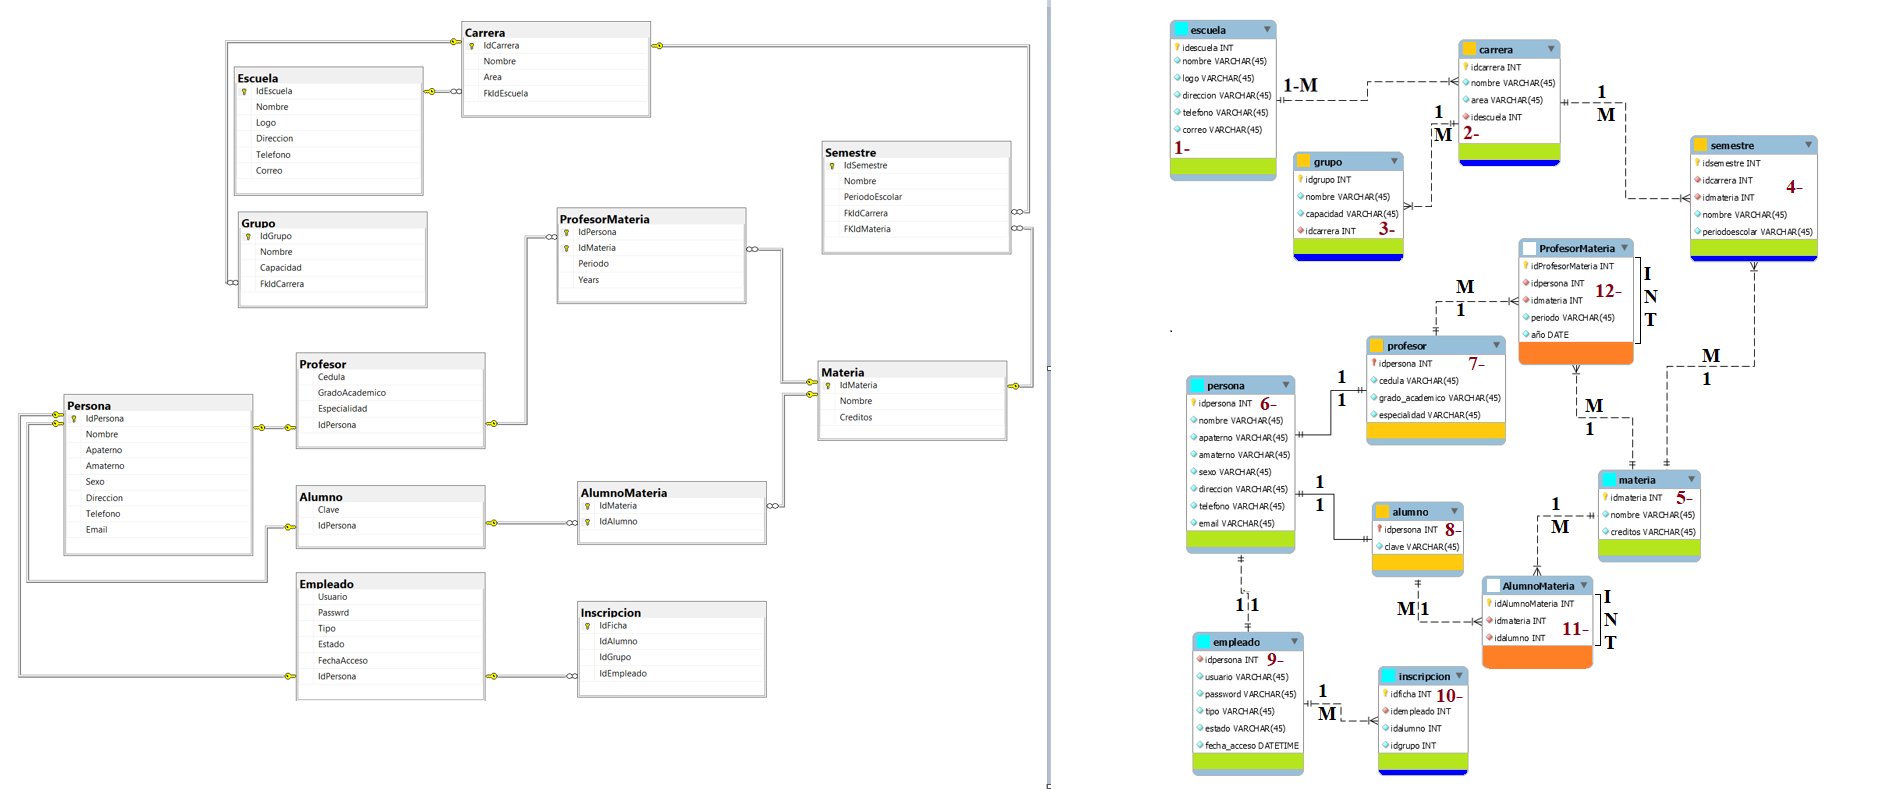 Carrera
IdCarrera
Nombre
Area
FkIdEscuela
Escuela
IdEscuela
Nombre
Logo
Direccion
Telefono
Correo
Semestre
IdSemestre
Nombre
PeriodoEscolar
FkIdCarrera
FKIdMateria
Grupo
IdGrupo
Nombre
Capacidad
FkIdCarrera
ProfesorMateria
IdPersona
IdMateria
Periodo
Years
Profesor
Cedula
GradoAcademico
Especialidad
IdPersona
Materia
IdMateria
Nombre
Creditos
Persona
IdPersona
Nombre
Apaterno
Amaterno
Sexo
Direccion
Telefono
Email
Alumno
Clave
IdPersona
AlumnoMateria
IdMateria
IdAlumno
Empleado
Usuario
Passwrd
Tipo
Estado
FechaAcceso
IdPersona
Inscripcion
IdFicha
IdAlumno
IdGrupo
IdEmpleado
escuela
idescuela INT
nombre VARCHAR(45)
logo VARCHAR(45)
direccion VARCHAR(45)
telefono VARCHAR(45)
correo VARCHAR(45)
1-
1-M
carrera
idcarrera INT
nombre VARCHAR(45)
area VARCHAR(45)
idescuela INT
2-
1
M
1
M
grupo
idgrupo INT
nombre VARCHAR(45)
capacidad VARCHAR(45)
idcarrera INT 3-
semestre
idsemestre INT
idcarrera INT 4-
idmateria INT
nombre VARCHAR(45)
periodoescolar VARCHAR(45)
ProfesorMateria
idProfesorMateria INT
idpersona INT
idmateria INT 12-
periodo VARCHAR(45)
año DATE
I
N
T
M
1
M
1
M
1
profesor
idpersona INT 7-
cedula VARCHAR(45)
grado_academico VARCHAR(45)
especialidad VARCHAR(45)
persona
idpersona INT 6-
nombre VARCHAR(45)
apaterno VARCHAR(45)
amaterno VARCHAR(45)
sexo VARCHAR(45)
direccion VARCHAR(45)
telefono VARCHAR(45)
email VARCHAR(45)
1
1
1
1
materia
idmateria INT 5-
nombre VARCHAR(45)
creditos VARCHAR(45)
1
M
alumno
idpersona INT 8-
clave VARCHAR(45)
AlumnoMateria
idAlumnoMateria INT
idmateria INT
idalumno INT 11-
I
N
T
M 1
1 1
empleado
idpersona INT 9-
usuario VARCHAR(45)
password VARCHAR(45)
tipo VARCHAR(45)
estado VARCHAR(45)
fecha_acceso DATETIME
1
M
inscripcion
idficha INT 10-
idempleado INT
idalumno INT
idgrupo INT